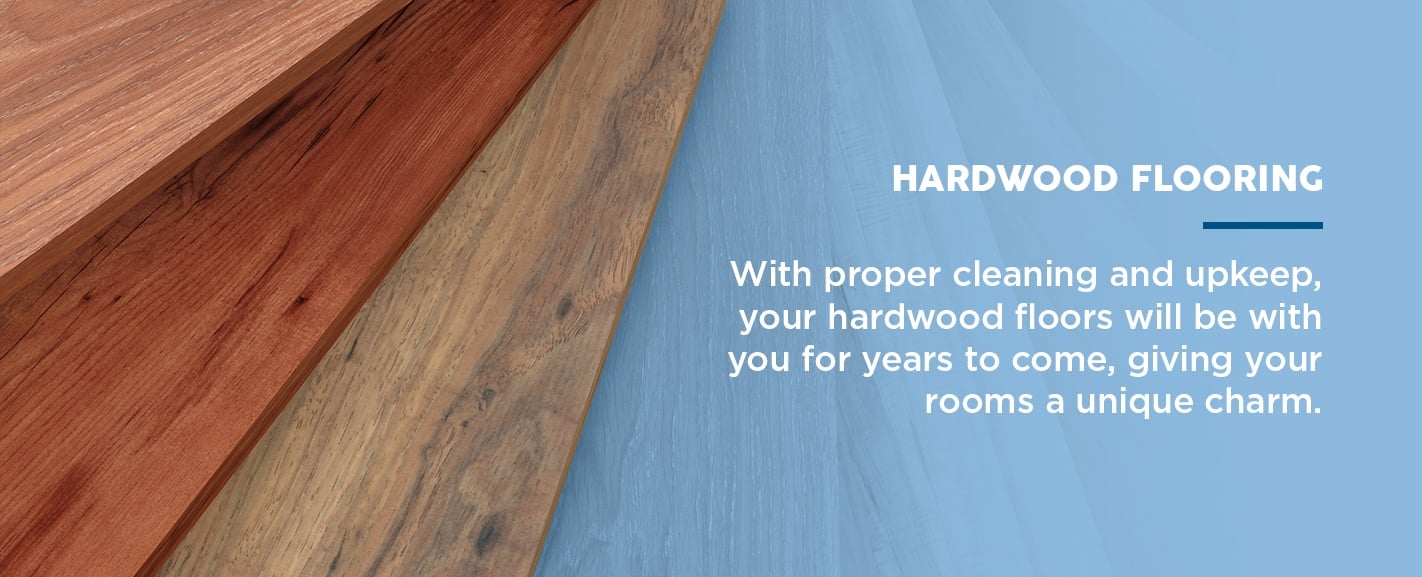 HARDWOOD FLOORING
With proper cleaning and upkeep,
your hardwood floors will be with
you for years to come, giving your
rooms a unique charm.